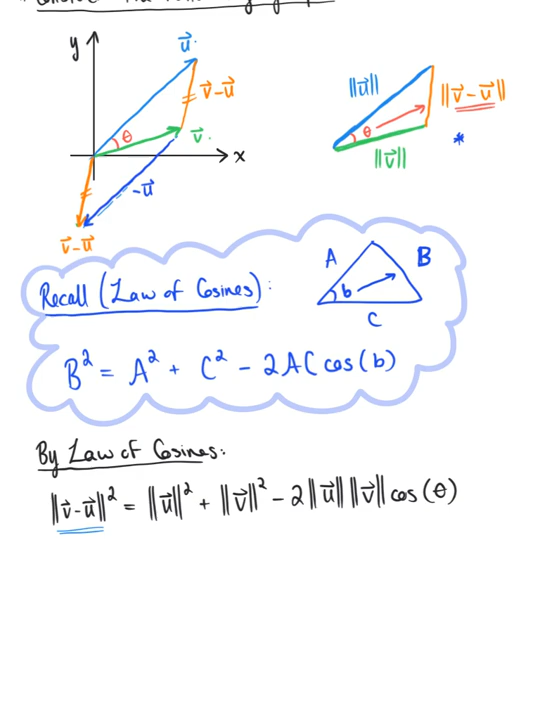 y
u⃗.
v⃗-u⃗
θ
v⃗.
x
-u⃗
v⃗-u⃗
‖u⃗‖
‖v⃗-u⃗‖
θ
*
‖v⃗‖
Recall (Law of Cosines):
A
B
b
C
B² = A² + C² - 2AC cos(b)
By Law of Cosines:
‖v⃗-u⃗‖² = ‖u⃗‖² + ‖v⃗‖² - 2‖u⃗‖‖v⃗‖cos(θ)